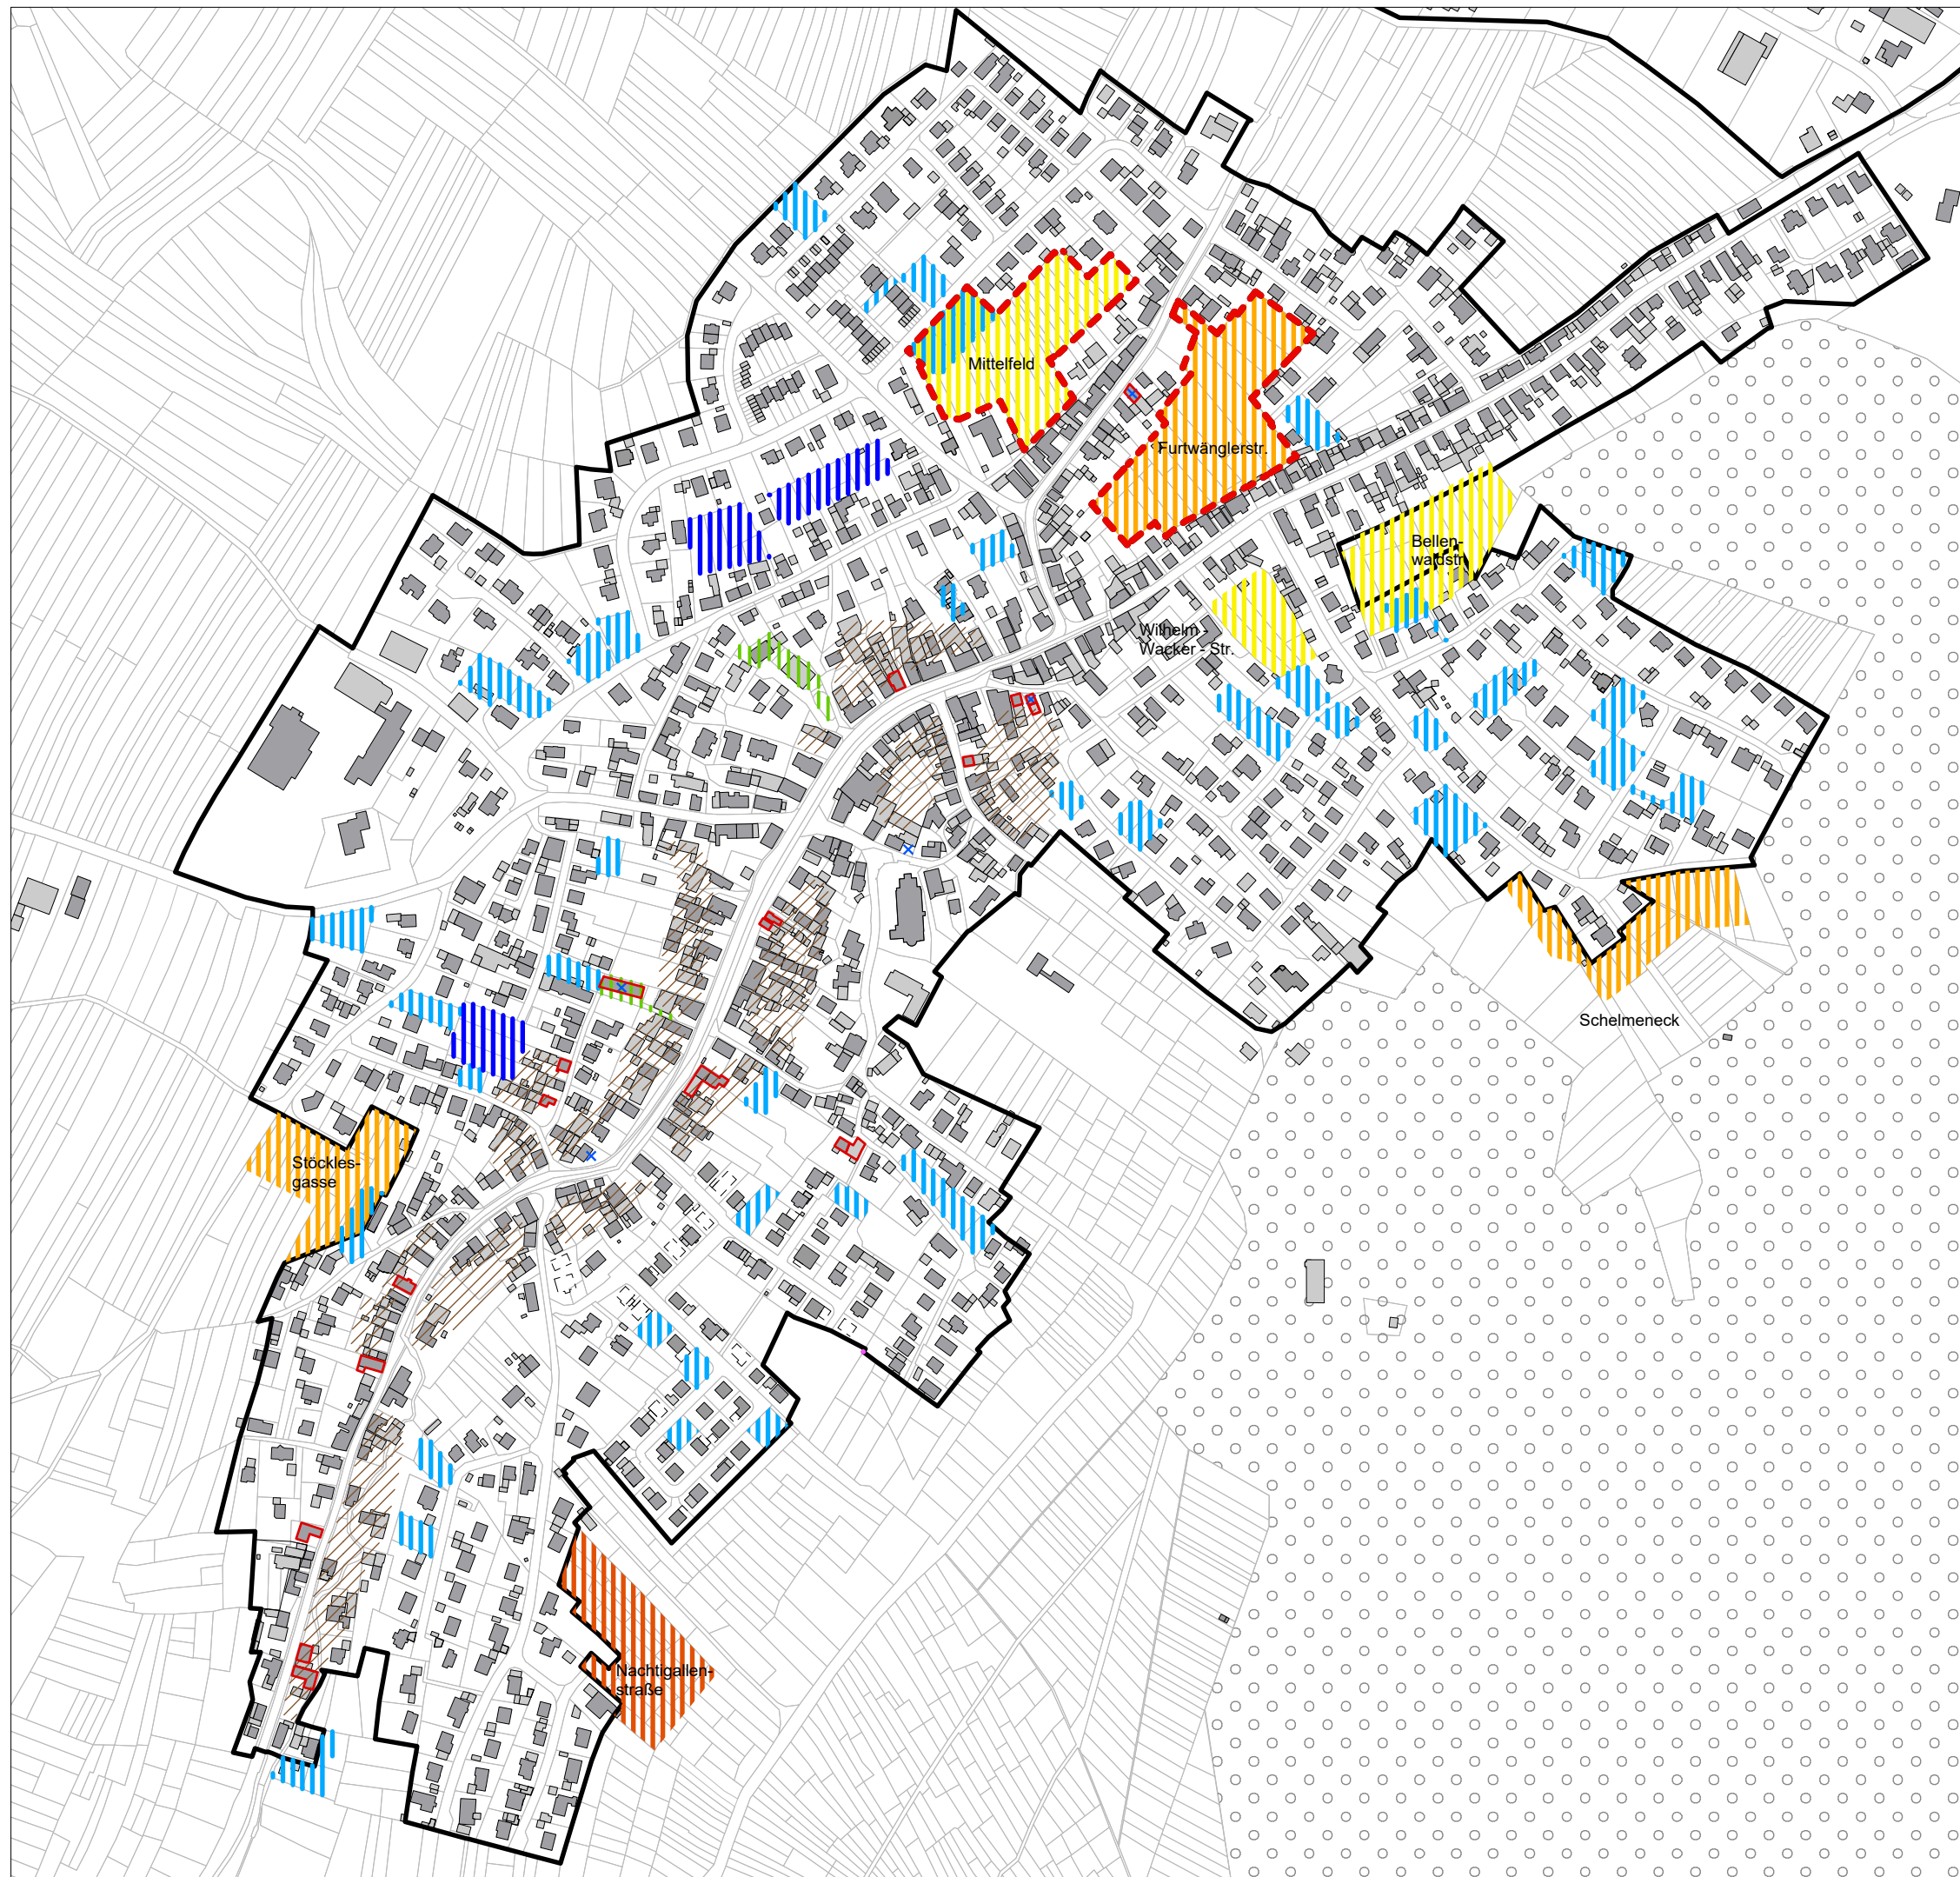 Mittelfeld
Furtwänglerstr.
Bellen-
waldstr.
Wilhelm -
Wacker - Str.
Schelmeneck
Stöckles-
gasse
Nachtigallen-
straße